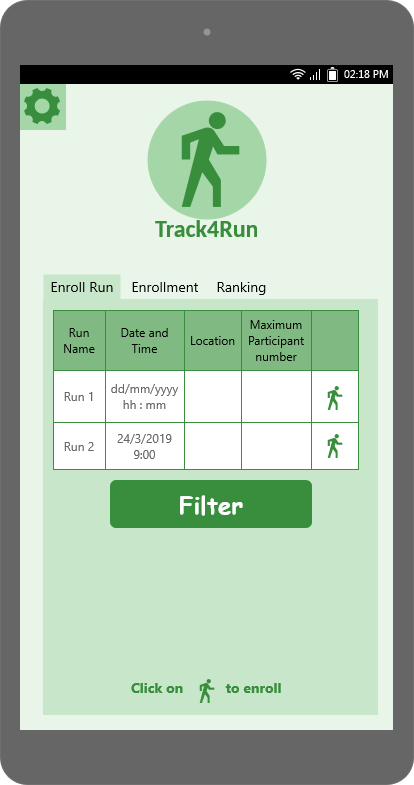 02:18 PM
Track4Run
Enroll Run Enrollment Ranking
Run
Name
Date and
Time
Location
Maximum
Participant
number
Run 1
dd/mm/yyyy
hh : mm
Run 2
24/3/2019
9:00
Filter
Click on to enroll